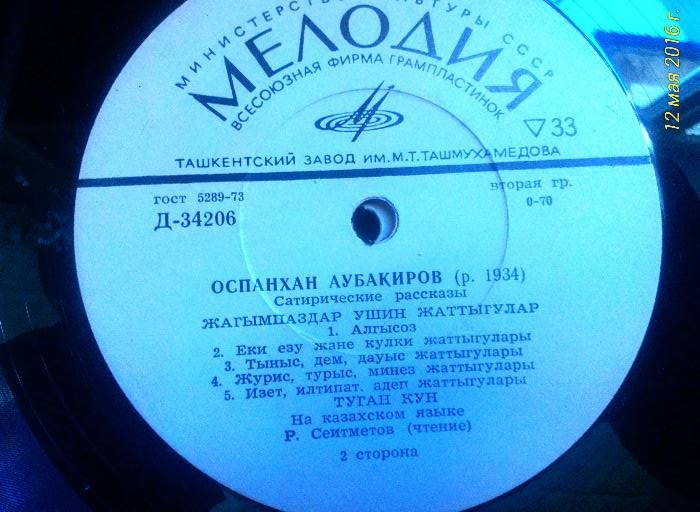 МИНИСТЕРСТВО КУЛЬТУРЫ СССР
МЕЛОДИЯ
ВСЕСОЮЗНАЯ ФИРМА ГРАМПЛАСТИНОК
33
ТАШКЕНТСКИЙ ЗАВОД ИМ. М. Т. ТАШМУХАМЕДОВА
гост 5289-73
Д-34206
вторая гр.
0-70
ОСПАНХАН АУБАКИРОВ (р. 1934)
Сатирические рассказы
ЖАГЫМПАЗДАР УШИН ЖАТТЫГУЛАР
1. Алгысоз
2. Еки езу жане кулки жаттыгулары
3. Тыныс, дем, дауыс жаттыгулары
4. Журис, турыс, минез жаттыгулары
5. Изет, илтипат. адеп жаттыгулары
ТУГАН КУН
На казахском языке
Р. Сеитметов (чтение)
2 сторона
12 мая 2016 г.